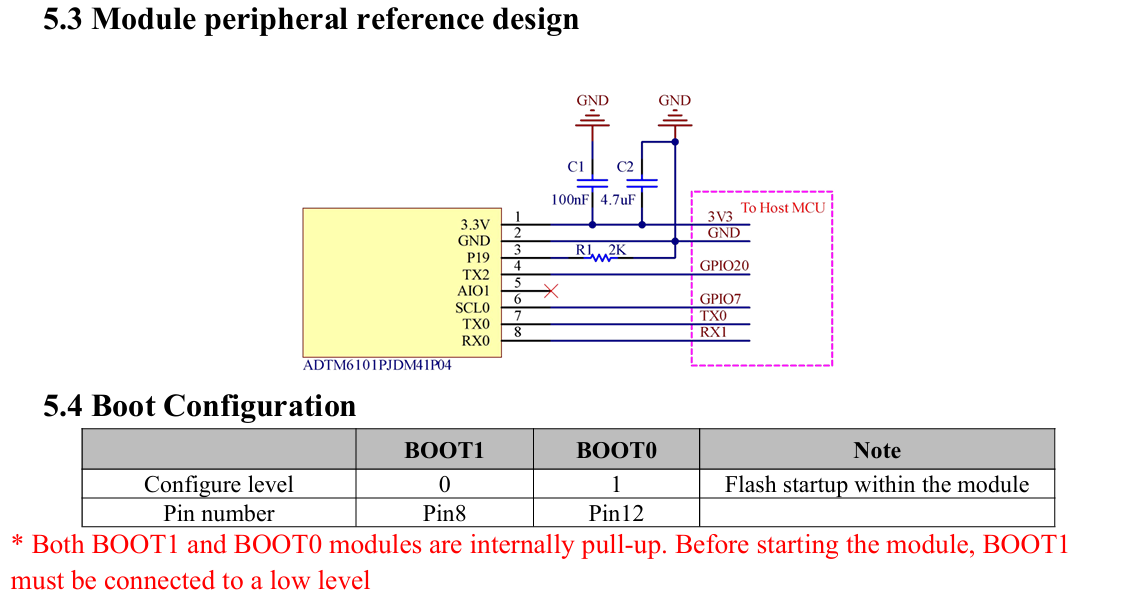 5.3 Module peripheral reference design
GND GND
C1 C2
100nF 4.7uF
To Host MCU
3.3V 1 3V3
GND 2 GND
P19 3 R1 2K
TX2 4 GPIO20
AIO1 5
SCL0 6 GPIO7
TX0 7 TX0
RX0 8 RX1
ADTM6101PJDM41P04
5.4 Boot Configuration
BOOT1 BOOT0 Note
Configure level 0 1 Flash startup within the module
Pin number Pin8 Pin12
* Both BOOT1 and BOOT0 modules are internally pull-up. Before starting the module, BOOT1
must be connected to a low level